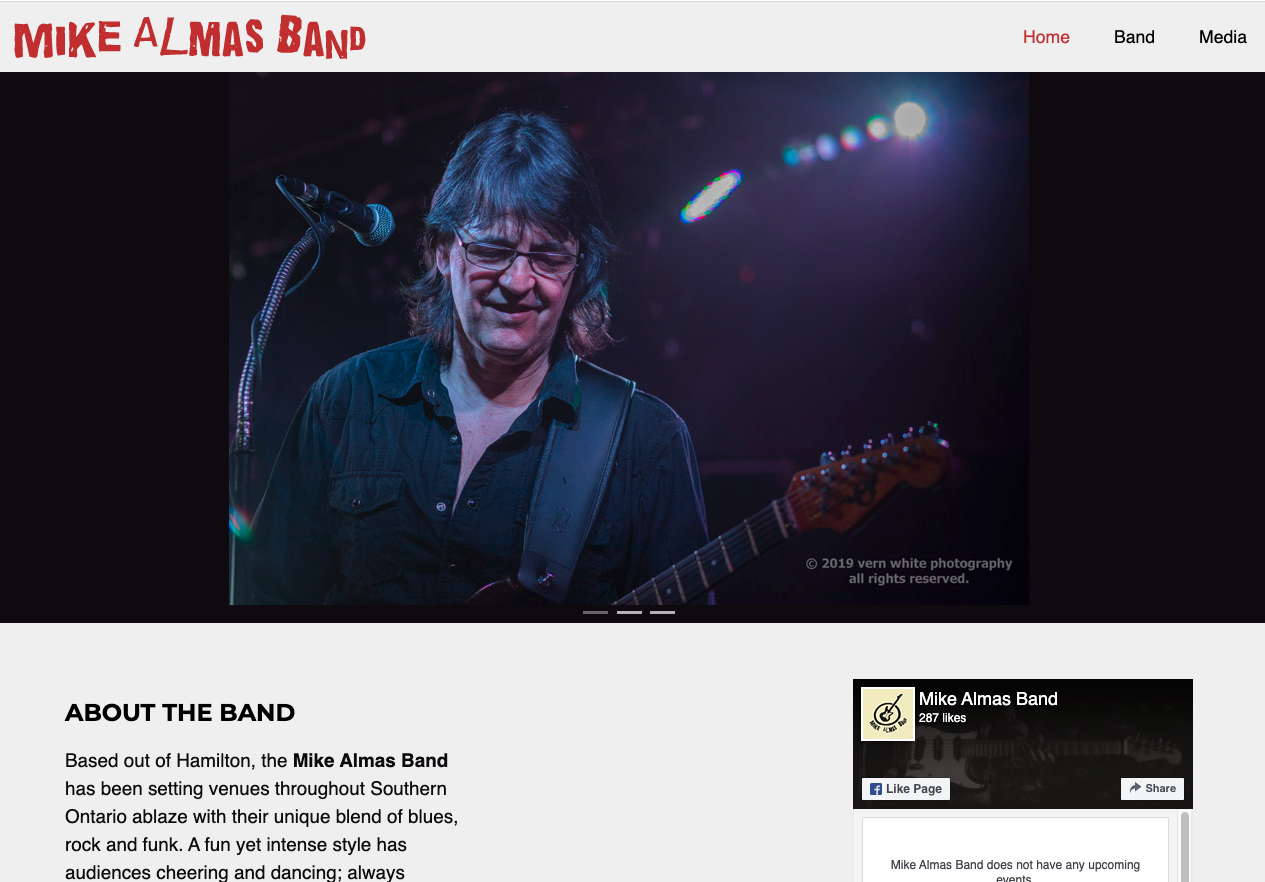 MIKE ALMAS BAND
Home Band Media
© 2019 vern white photography
all rights reserved.
ABOUT THE BAND
Based out of Hamilton, the Mike Almas Band
has been setting venues throughout Southern
Ontario ablaze with their unique blend of blues,
rock and funk. A fun yet intense style has
audiences cheering and dancing; always
Mike Almas Band
287 likes
MIKE ALMAS BAND
Like Page
Share
Mike Almas Band does not have any upcoming
events